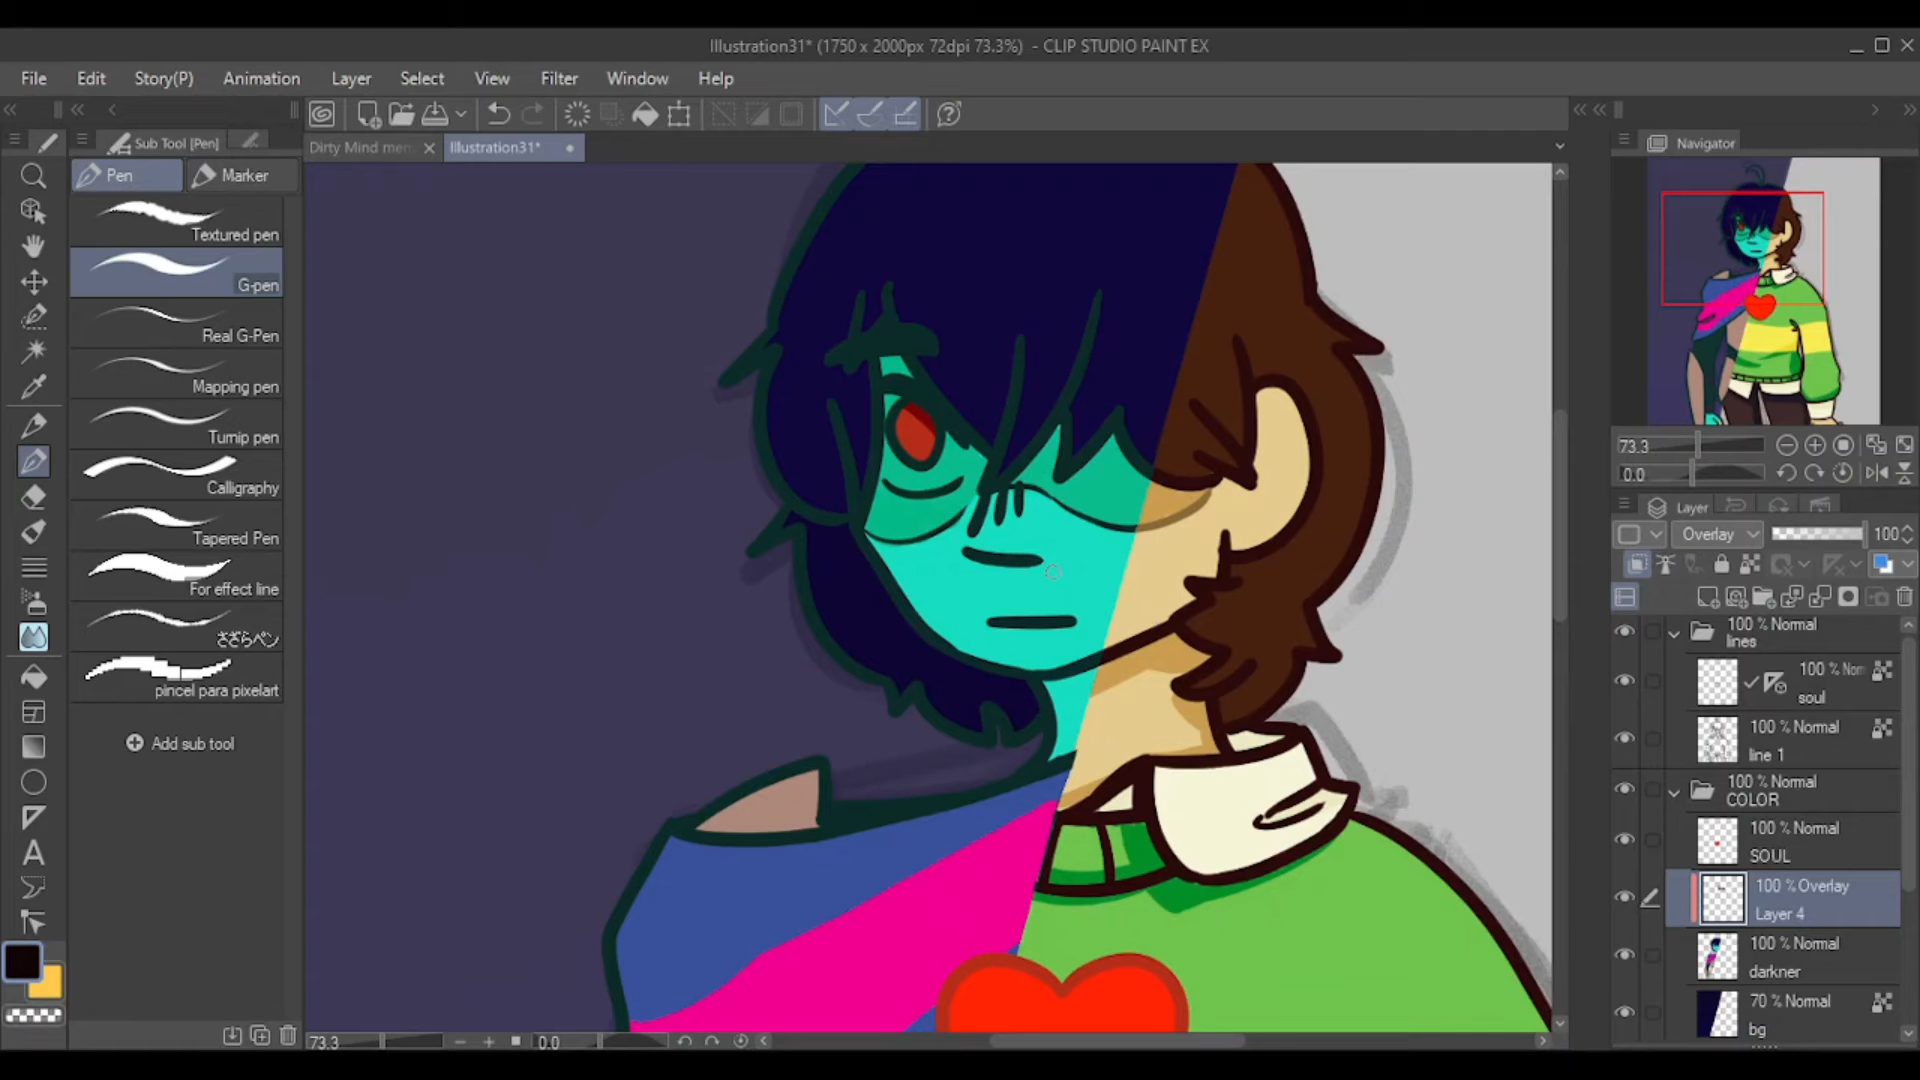 Illustration31* (1750 x 2000px 72dpi 73.3%) - CLIP STUDIO PAINT EX
File Edit Story(P) Animation Layer Select View Filter Window Help
Sub Tool [Pen]
Dirty Mind mem
Illustration31*
Navigator
Pen
Marker
Textured pen
G-pen
Real G-Pen
Mapping pen
Turnip pen
Calligraphy
Tapered Pen
For effect line
さざらペン
pincel para pixelart
Add sub tool
73.3
0.0
Layer
Overlay
100
100 % Normal
lines
100 % Norn
soul
100 % Normal
line 1
100 % Normal
COLOR
100 % Normal
SOUL
100 % Overlay
Layer 4
100 % Normal
darkner
70 % Normal
bg
73.3
0.0